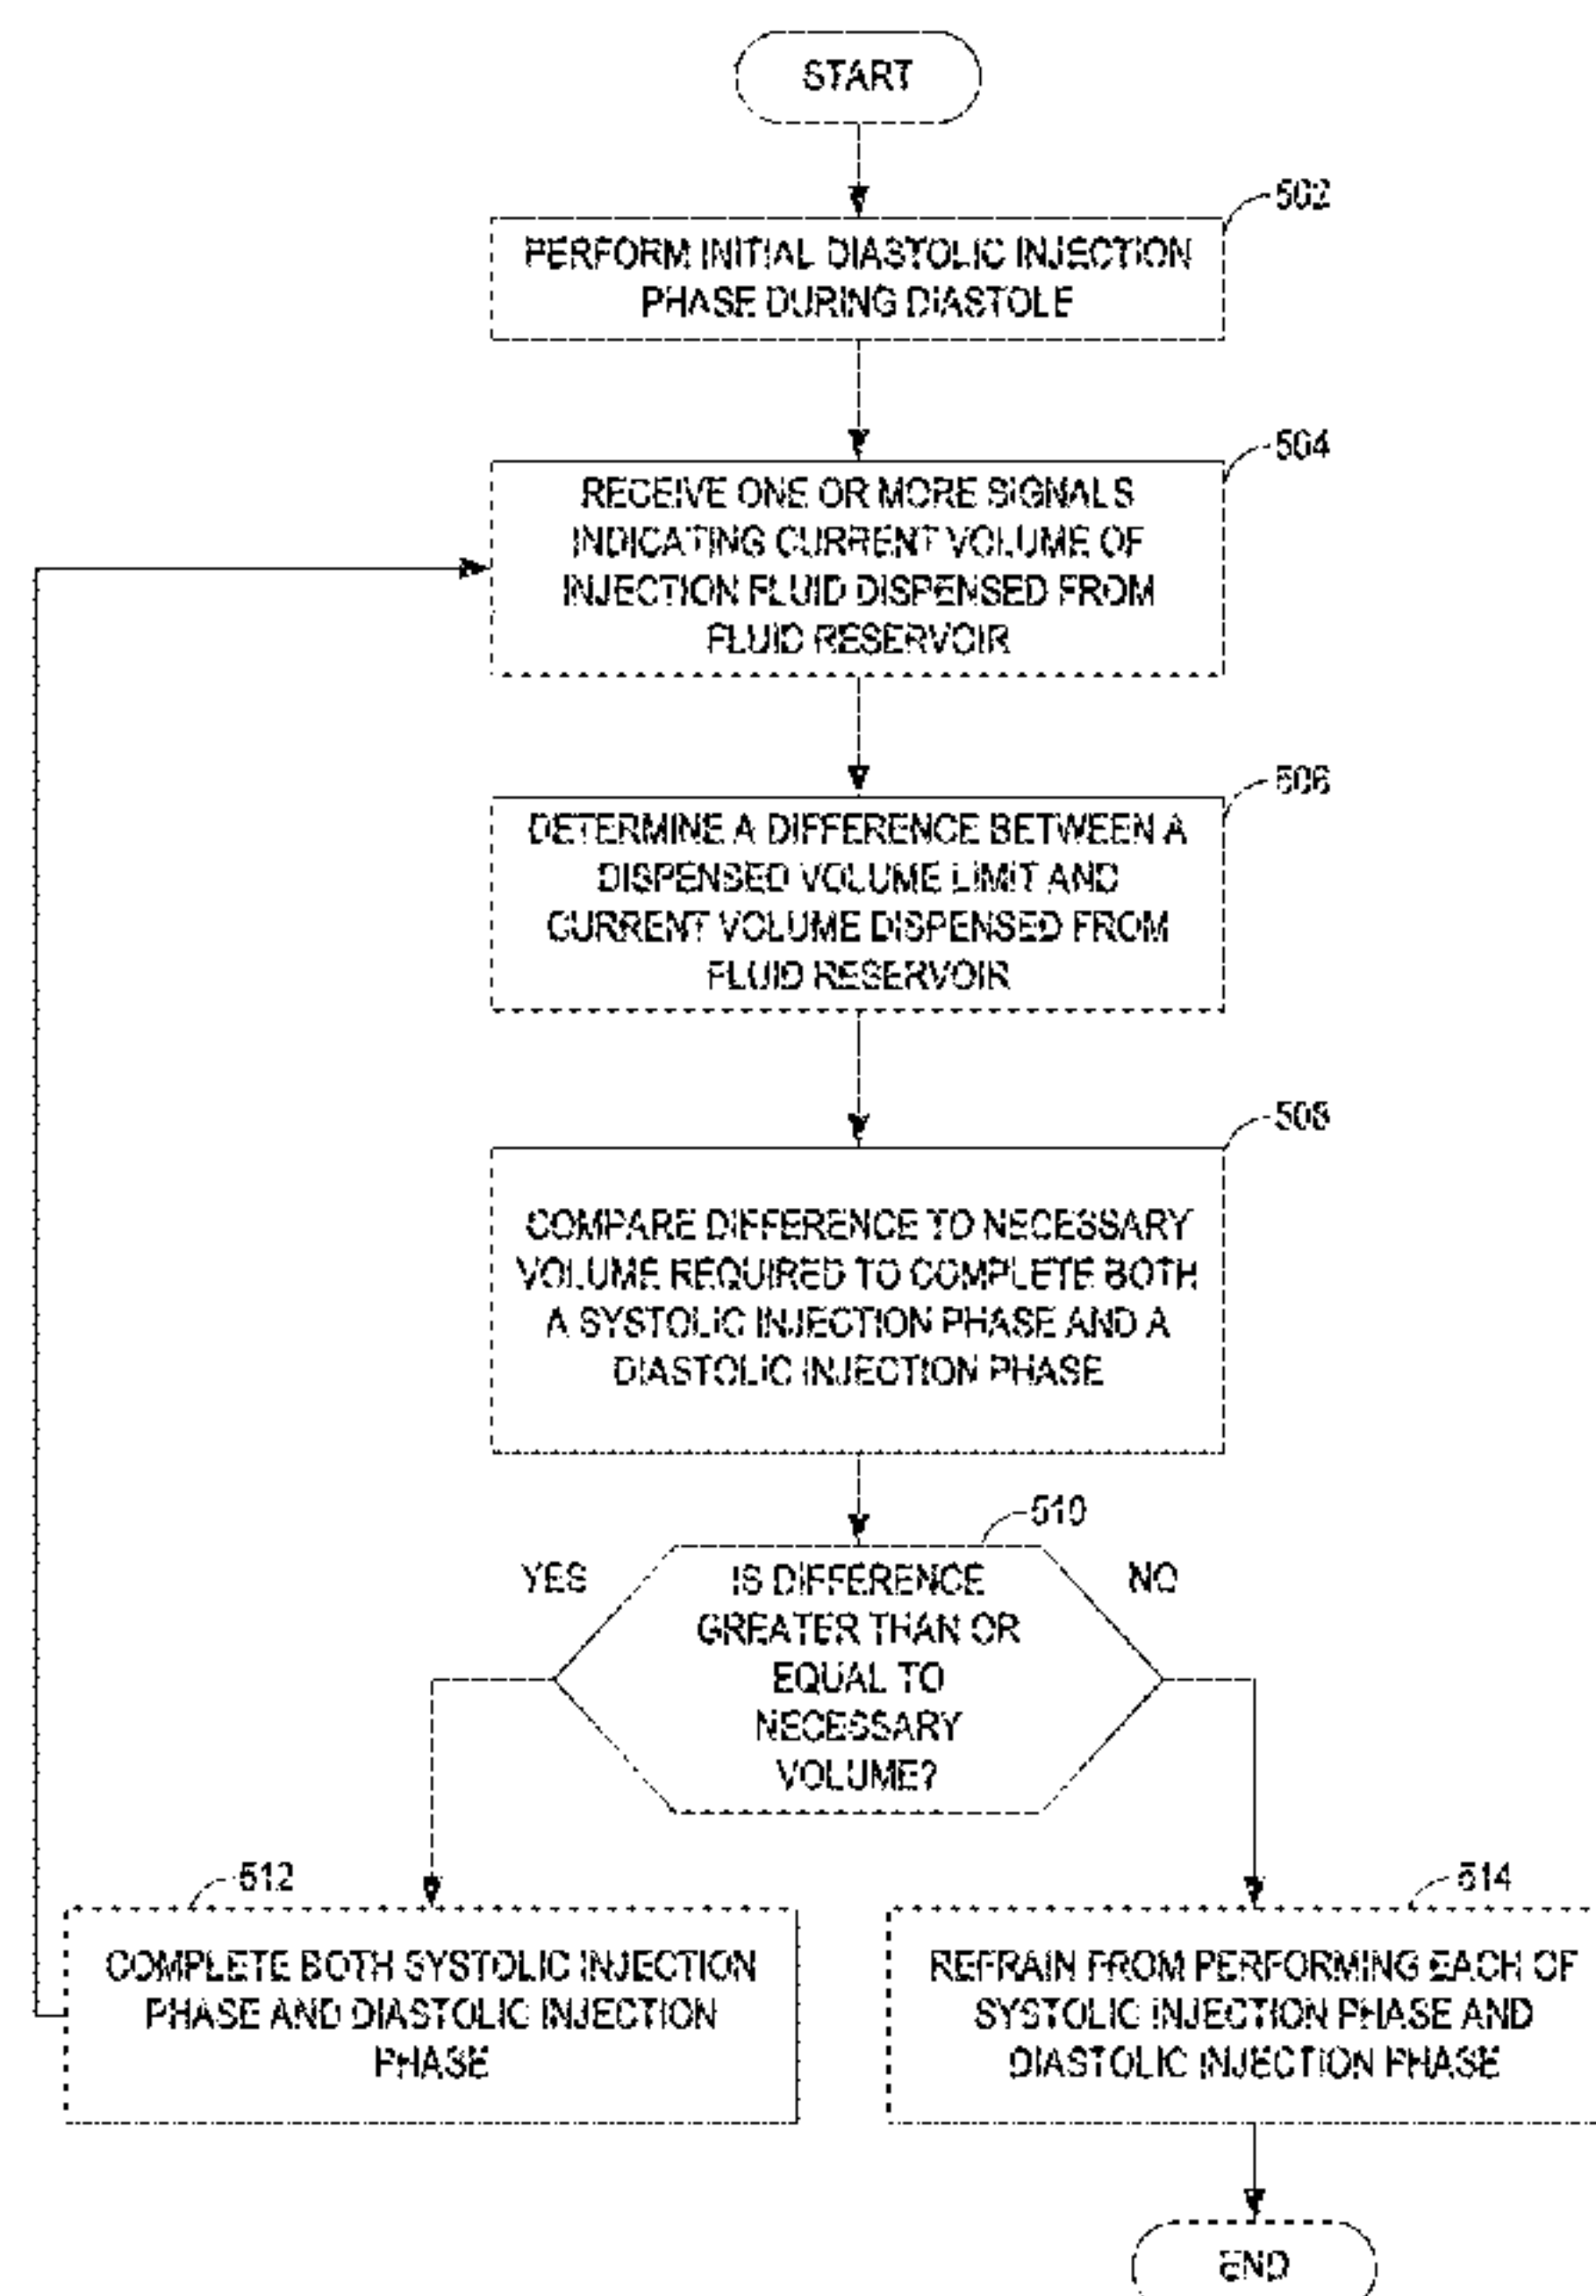 START
502
PERFORM INITIAL DIASTOLIC INJECTION
PHASE DURING DIASTOLE
504
RECEIVE ONE OR MORE SIGNALS
INDICATING CURRENT VOLUME OF
INJECTION FLUID DISPENSED FROM
FLUID RESERVOIR
506
DETERMINE A DIFFERENCE BETWEEN A
DISPENSED VOLUME LIMIT AND
CURRENT VOLUME DISPENSED FROM
FLUID RESERVOIR
508
COMPARE DIFFERENCE TO NECESSARY
VOLUME REQUIRED TO COMPLETE BOTH
A SYSTOLIC INJECTION PHASE AND A
DIASTOLIC INJECTION PHASE
510
YES
NO
IS DIFFERENCE
GREATER THAN OR
EQUAL TO
NECESSARY
VOLUME?
512
COMPLETE BOTH SYSTOLIC INJECTION
PHASE AND DIASTOLIC INJECTION
PHASE
514
REFRAIN FROM PERFORMING EACH OF
SYSTOLIC INJECTION PHASE AND
DIASTOLIC INJECTION PHASE
END